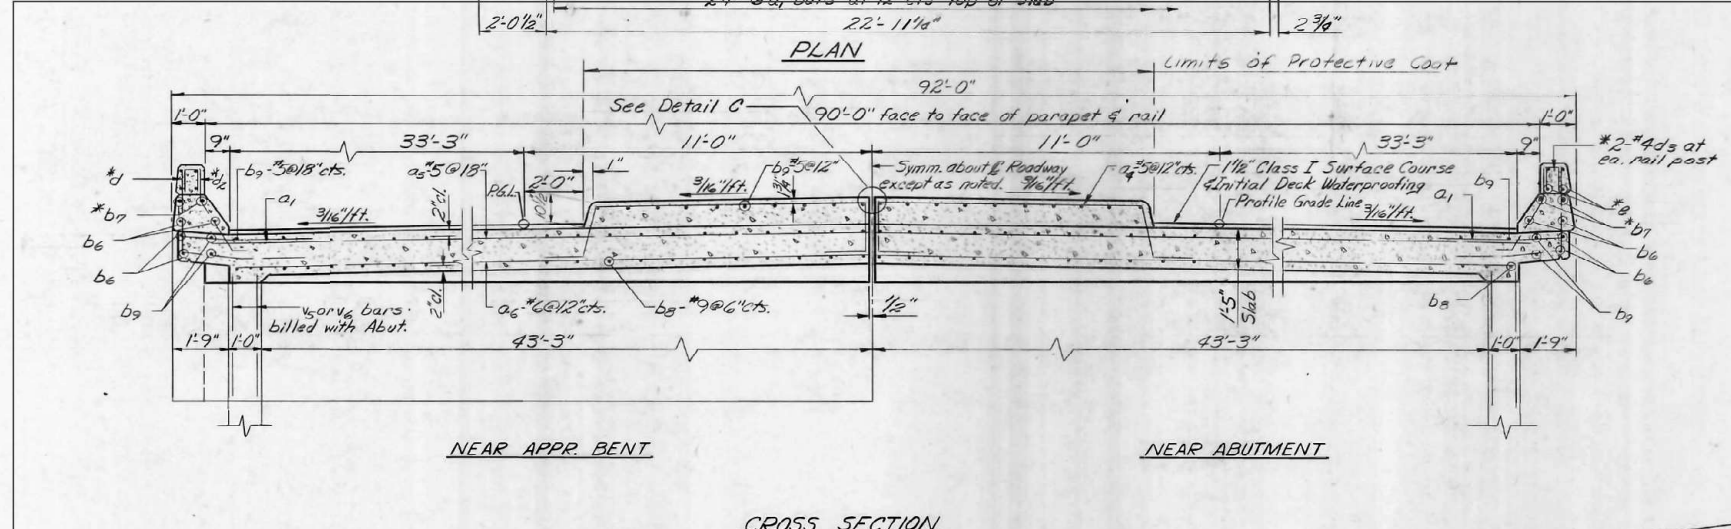 2'-0½"
22'-11¼"
2¾"
PLAN
Limits of Protective Coat
92'-0"
See Detail C
90'-0" face to face of parapet & rail
1'-0"
1'-0"
9"
33'-3"
11'-0"
11'-0"
33'-3"
9"
*2-#4d3 at
ea. rail post
*d
b9-#5@18"cts.
a5-#5@18"
P.G.L.
2'-0"
1"
3/16"/ft.
b9-#5@12"
Symm. about ℄ Roadway
except as noted.
3/16"/ft.
1½" Class I Surface Course
& Initial Deck Waterproofing
Profile Grade Line
3/16"/ft.
b9
a1
*b7
a1
3/16"/ft.
2"cl.
10½"
b6
b6
b9
*b7
b6
b6
b9
v5 or v6 bars
billed with Abut.
2"cl.
a6-#6@12"cts.
b8-#9@6"cts.
½"
1'-5"
Slab
b8
1'-9"
1'-0"
43'-3"
43'-3"
1'-0"
1'-9"
NEAR APPR. BENT
NEAR ABUTMENT
CROSS SECTION